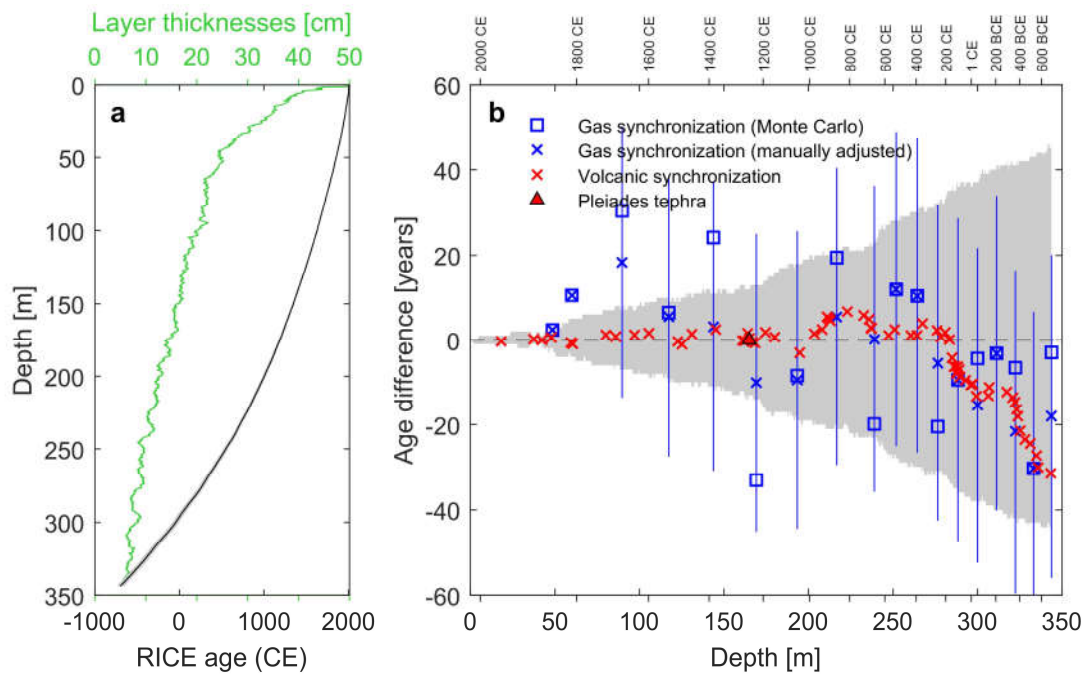 Layer thicknesses [cm]
0 10 20 30 40 50
a
0
50
100
150
200
250
300
350
Depth [m]
-1000 0 1000 2000
RICE age (CE)
2000 CE
1800 CE
1600 CE
1400 CE
1200 CE
1000 CE
800 CE
600 CE
400 CE
200 CE
1 CE
200 BCE
400 BCE
600 BCE
b
Gas synchronization (Monte Carlo)
Gas synchronization (manually adjusted)
Volcanic synchronization
Pleiades tephra
60
40
20
0
-20
-40
-60
Age difference [years]
0 50 100 150 200 250 300 350
Depth [m]